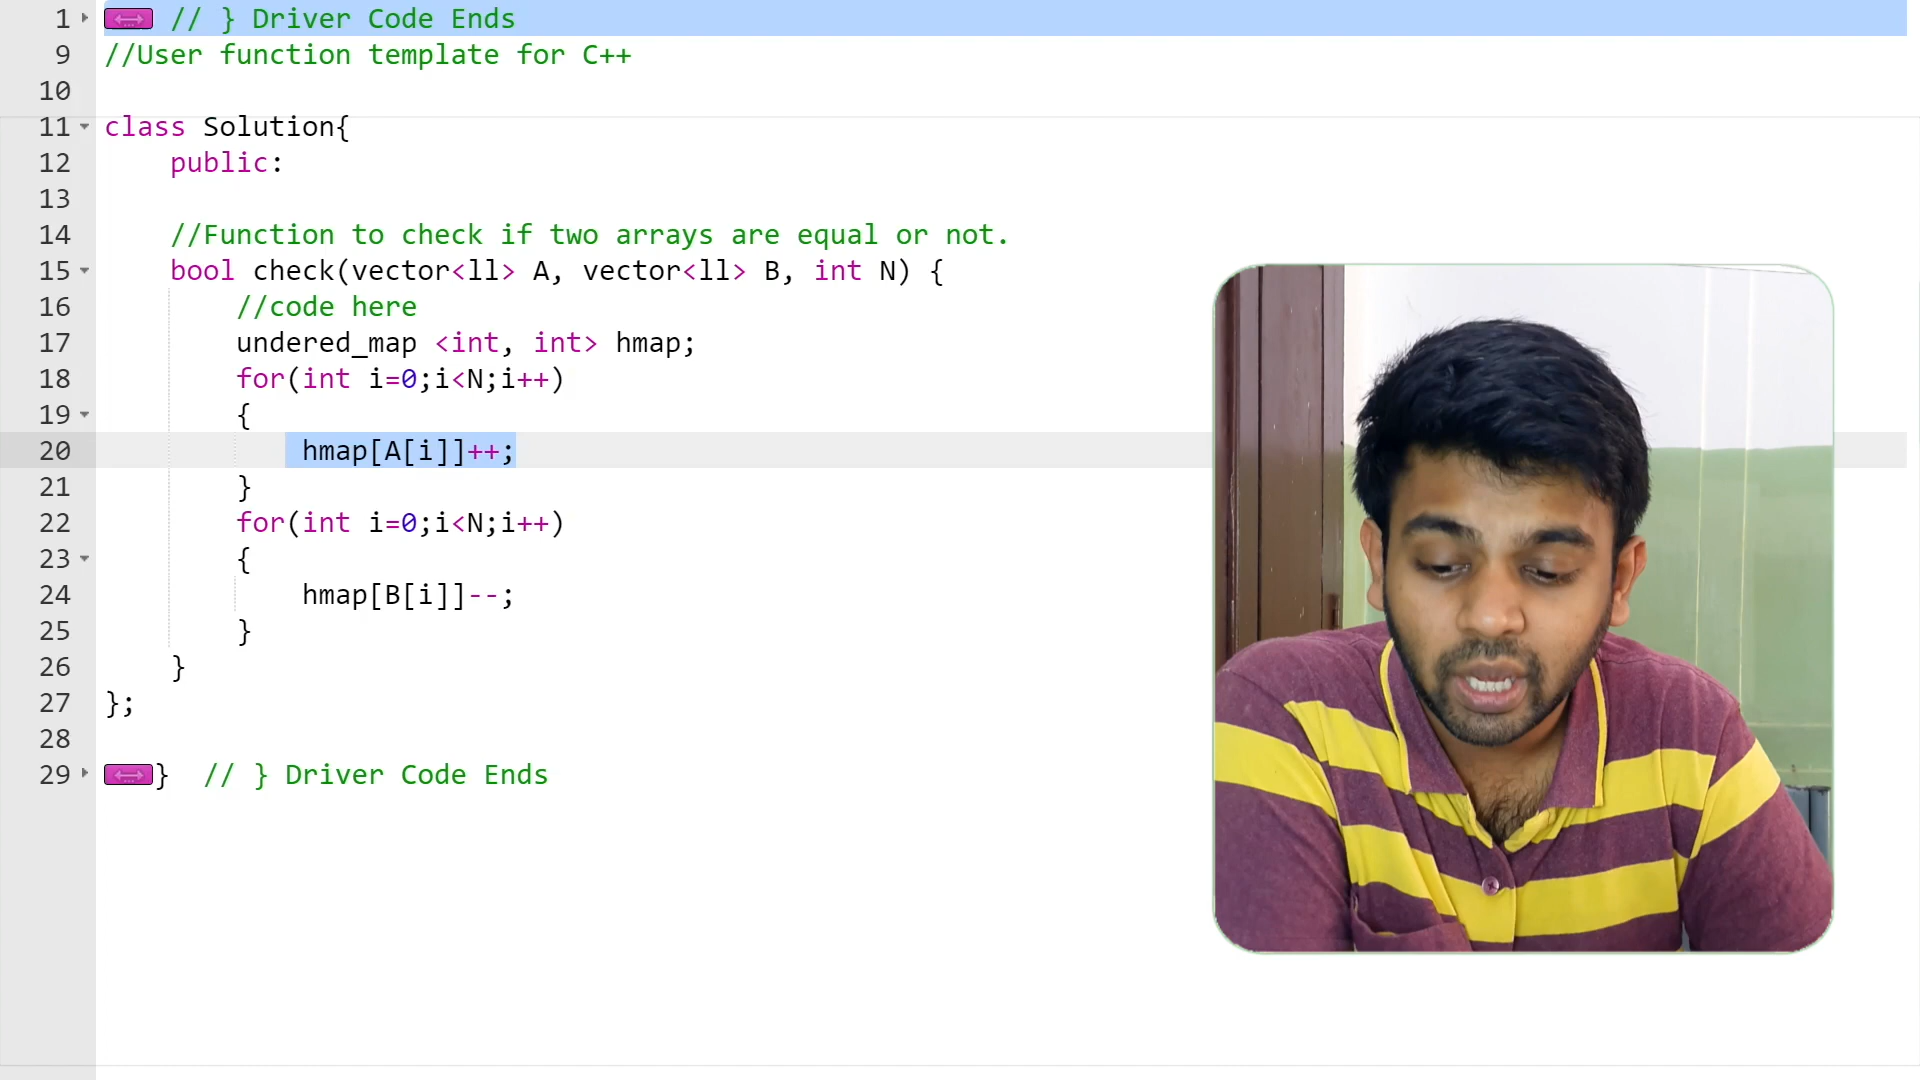 1 // } Driver Code Ends
9 //User function template for C++
10
11 class Solution{
12 public:
13
14 //Function to check if two arrays are equal or not.
15 bool check(vector<ll> A, vector<ll> B, int N) {
16 //code here
17 undered_map <int, int> hmap;
18 for(int i=0;i<N;i++)
19 {
20 hmap[A[i]]++;
21 }
22 for(int i=0;i<N;i++)
23 {
24 hmap[B[i]]--;
25 }
26 }
27 };
28
29 } // } Driver Code Ends